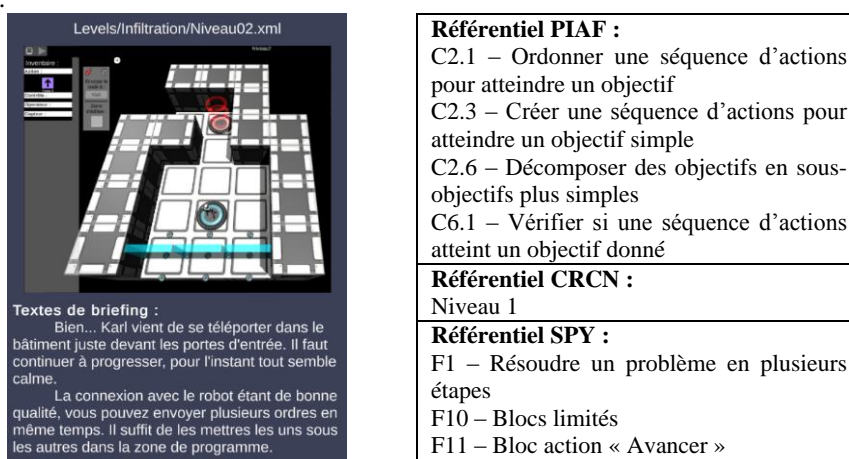 .
Levels/Infiltration/Niveau02.xml
Inventaire :
Action :
Textes de briefing :
Bien... Karl vient de se téléporter dans le
bâtiment juste devant les portes d'entrée. Il faut
continuer à progresser, pour l'instant tout semble
calme.
La connexion avec le robot étant de bonne
qualité, vous pouvez envoyer plusieurs ordres en
même temps. Il suffit de les mettres les uns sous
les autres dans la zone de programme.
Référentiel PIAF :
C2.1 – Ordonner une séquence d'actions
pour atteindre un objectif
C2.3 – Créer une séquence d'actions pour
atteindre un objectif simple
C2.6 – Décomposer des objectifs en sous-
objectifs plus simples
C6.1 – Vérifier si une séquence d'actions
atteint un objectif donné
Référentiel CRCN :
Niveau 1
Référentiel SPY :
F1 – Résoudre un problème en plusieurs
étapes
F10 – Blocs limités
F11 – Bloc action « Avancer »